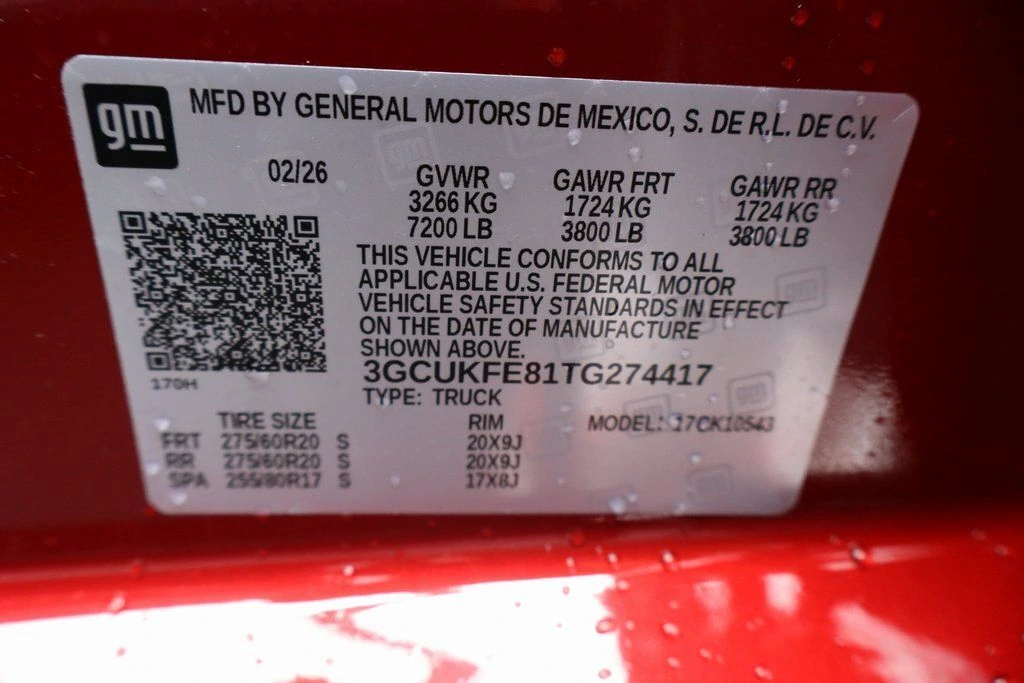 gm
MFD BY GENERAL MOTORS DE MEXICO, S. DE R.L. DE C.V.
02/26
GVWR GAWR FRT GAWR RR
3266 KG 1724 KG 1724 KG
7200 LB 3800 LB 3800 LB
THIS VEHICLE CONFORMS TO ALL
APPLICABLE U.S. FEDERAL MOTOR
VEHICLE SAFETY STANDARDS IN EFFECT
ON THE DATE OF MANUFACTURE
SHOWN ABOVE.
170H
3GCUKFE81TG274417
TYPE: TRUCK
TIRE SIZE RIM MODEL: 17CK10543
FRT 275/60R20 S 20X9J
RR 275/60R20 S 20X9J
SPA 255/80R17 S 17X8J